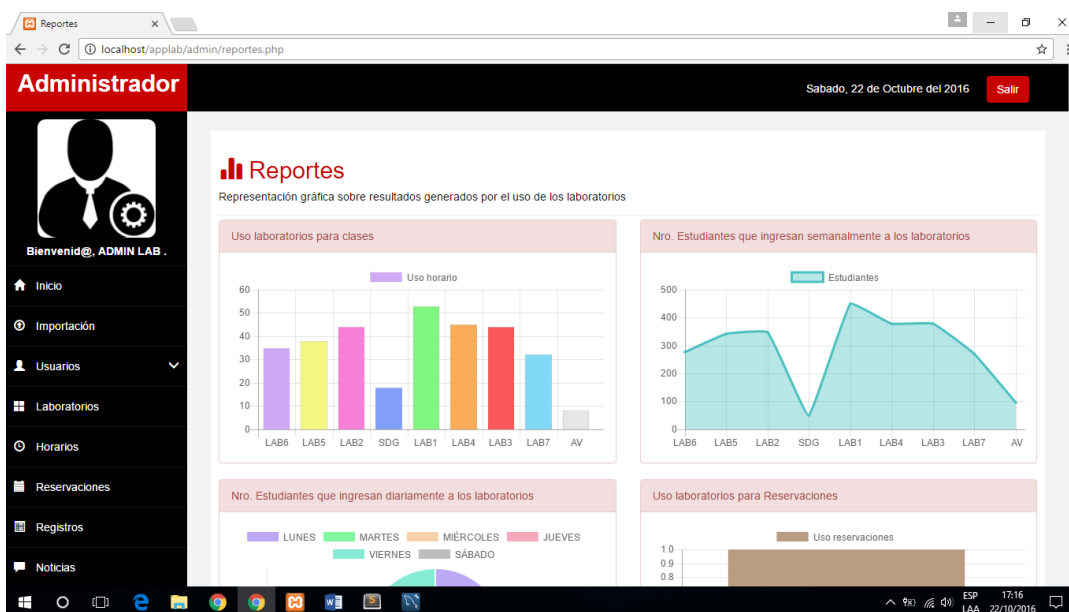 Reportes
localhost/applab/admin/reportes.php
Administrador
Sabado, 22 de Octubre del 2016
Salir
Bienvenid@, ADMIN LAB .
Inicio
Importación
Usuarios
Laboratorios
Horarios
Reservaciones
Registros
Noticias
Reportes
Representación gráfica sobre resultados generados por el uso de los laboratorios
Uso laboratorios para clases
Uso horario
60
50
40
30
20
10
0
LAB6 LAB5 LAB2 SDG LAB1 LAB4 LAB3 LAB7 AV
Nro. Estudiantes que ingresan semanalmente a los laboratorios
Estudiantes
500
400
300
200
100
0
LAB6 LAB5 LAB2 SDG LAB1 LAB4 LAB3 LAB7 AV
Nro. Estudiantes que ingresan diariamente a los laboratorios
LUNES MARTES MIÉRCOLES JUEVES
VIERNES SÁBADO
Uso laboratorios para Reservaciones
Uso reservaciones
1.0
0.9
0.8
ESP 17:16
LAA 22/10/2016